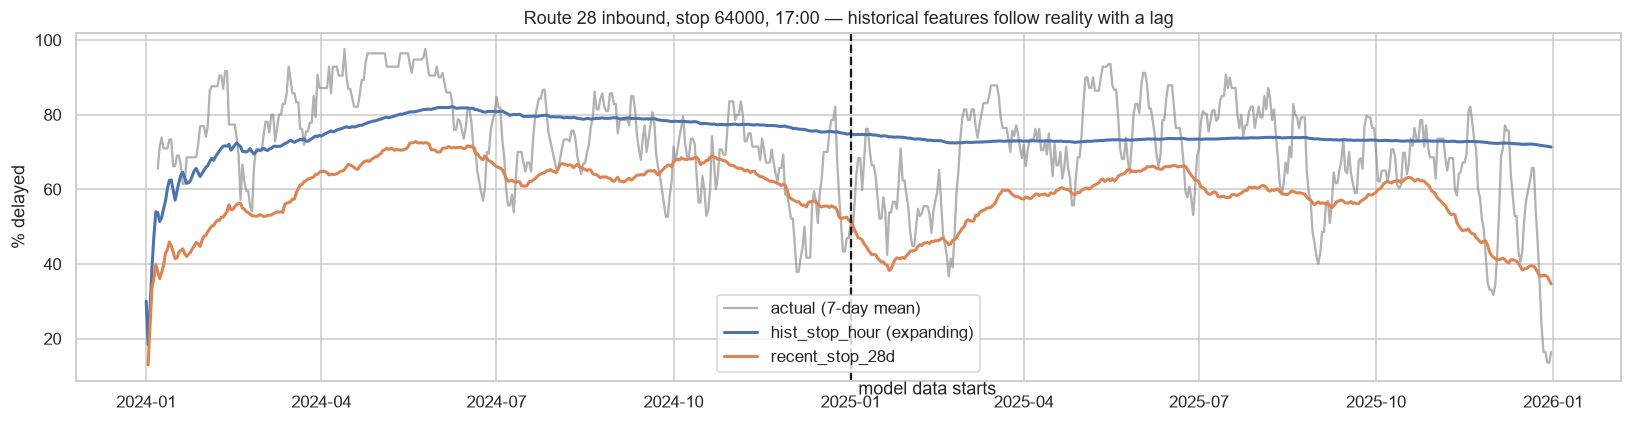 Route 28 inbound, stop 64000, 17:00 — historical features follow reality with a lag
% delayed
100
80
60
40
20
actual (7-day mean)
hist_stop_hour (expanding)
recent_stop_28d
model data starts
2024-01
2024-04
2024-07
2024-10
2025-01
2025-04
2025-07
2025-10
2026-01